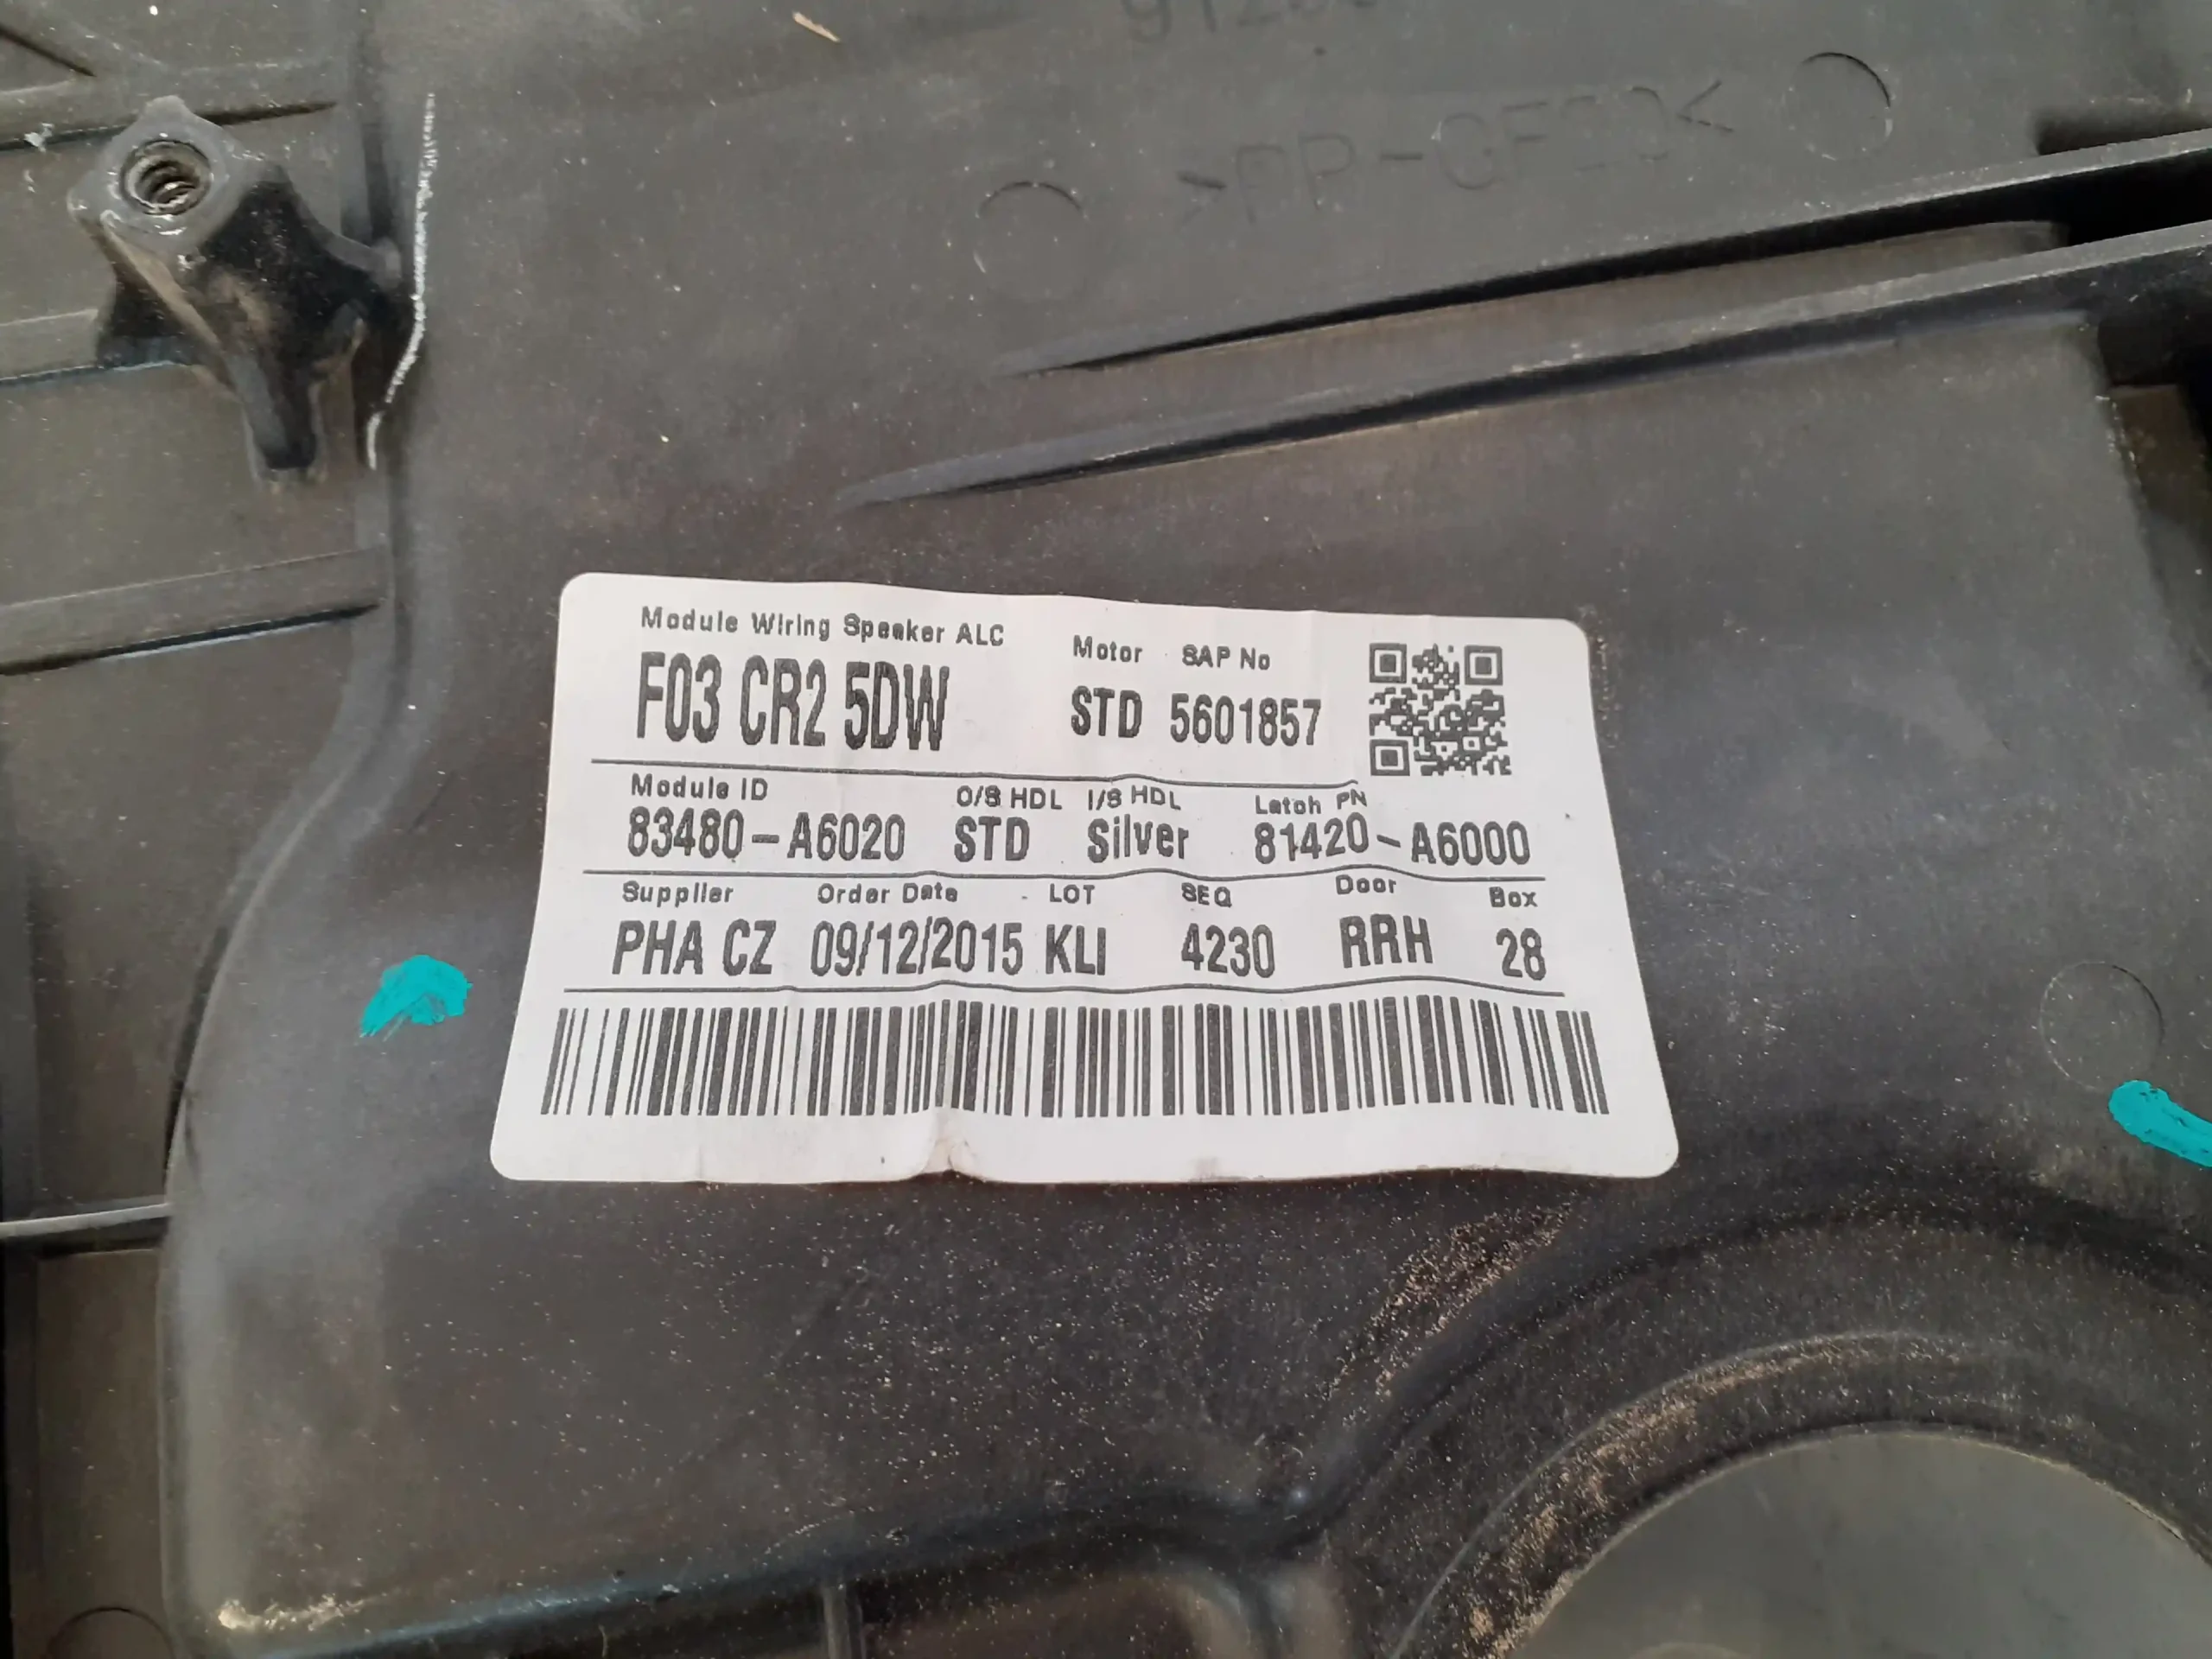 Module Wiring Speaker ALC Motor SAP No
F03 CR2 5DW STD 5601857
Module ID O/S HDL I/S HDL Latch PN
83480-A6020 STD Silver 81420-A6000
Supplier Order Date LOT SEQ Door Box
PHA CZ 09/12/2015 KLI 4230 RRH 28